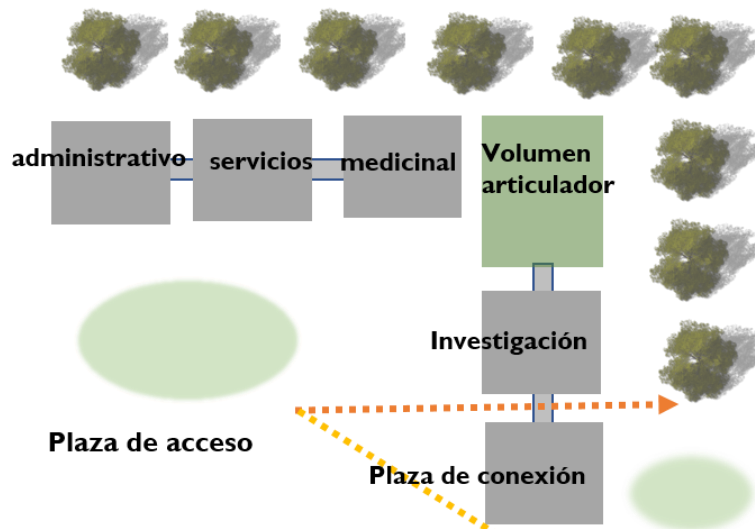 administrativo
servicios
medicinal
Volumen
articulador
Investigación
Plaza de acceso
Plaza de conexión